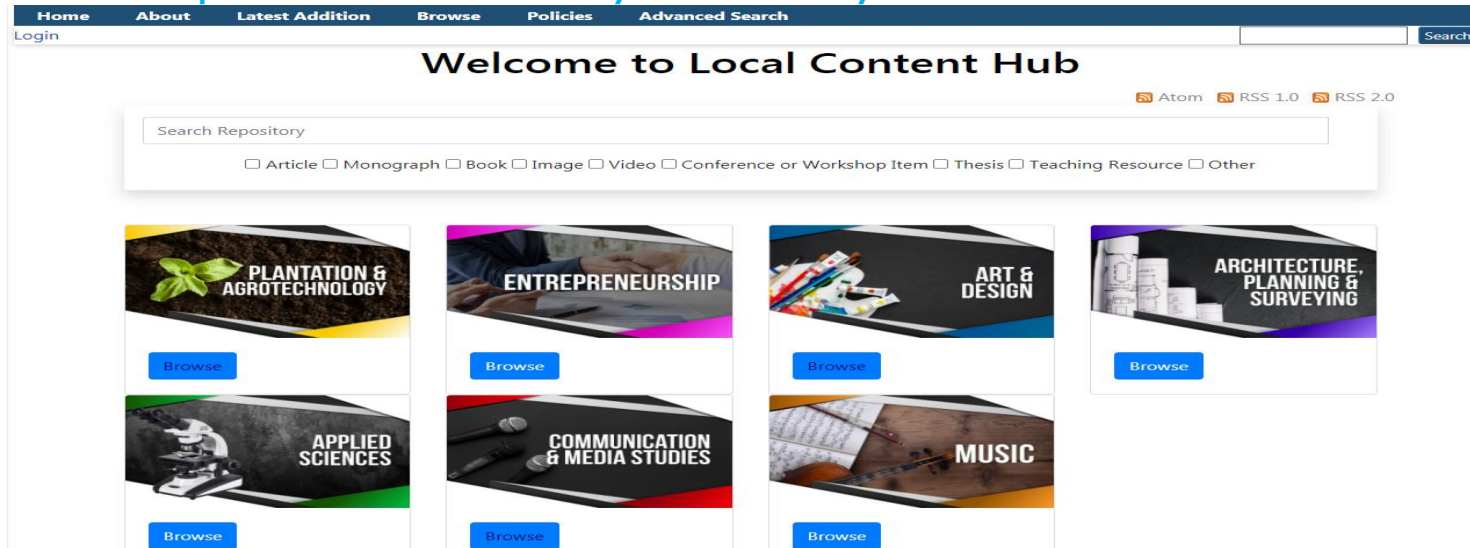 Home About Latest Addition Browse Policies Advanced Search
Login Search
Welcome to Local Content Hub
Atom RSS 1.0 RSS 2.0
Search Repository
Article Monograph Book Image Video Conference or Workshop Item Thesis Teaching Resource Other
PLANTATION &
AGROTECHNOLOGY
ENTREPRENEURSHIP
ART &
DESIGN
ARCHITECTURE,
PLANNING &
SURVEYING
Browse Browse Browse Browse
APPLIED
SCIENCES
COMMUNICATION
& MEDIA STUDIES
MUSIC
Browse Browse Browse